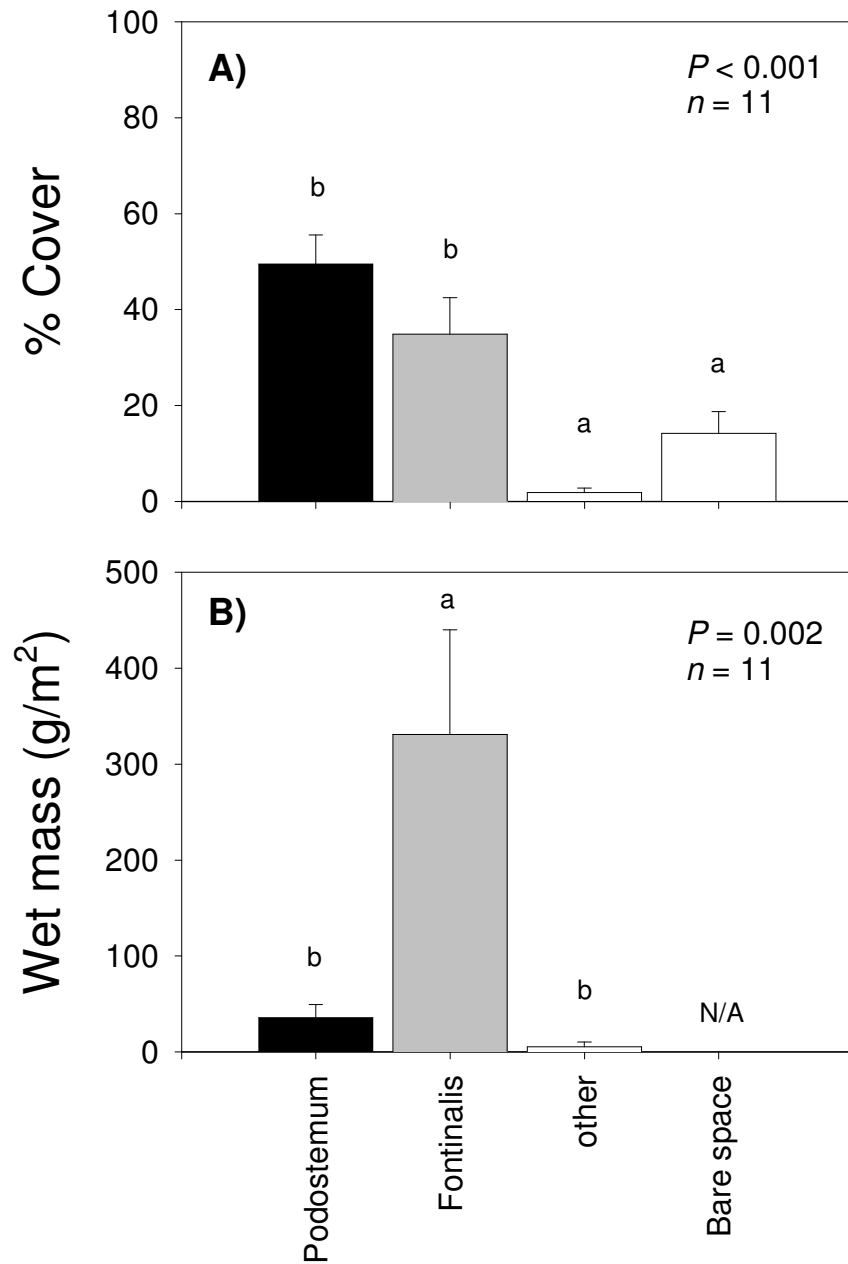 100
80
60
40
20
0
% Cover
A)
P < 0.001
n = 11
b
b
a
a
500
400
300
200
100
0
Wet mass (g/m²)
B)
P = 0.002
n = 11
b
a
b
N/A
Podostemum
Fontinalis
other
Bare space